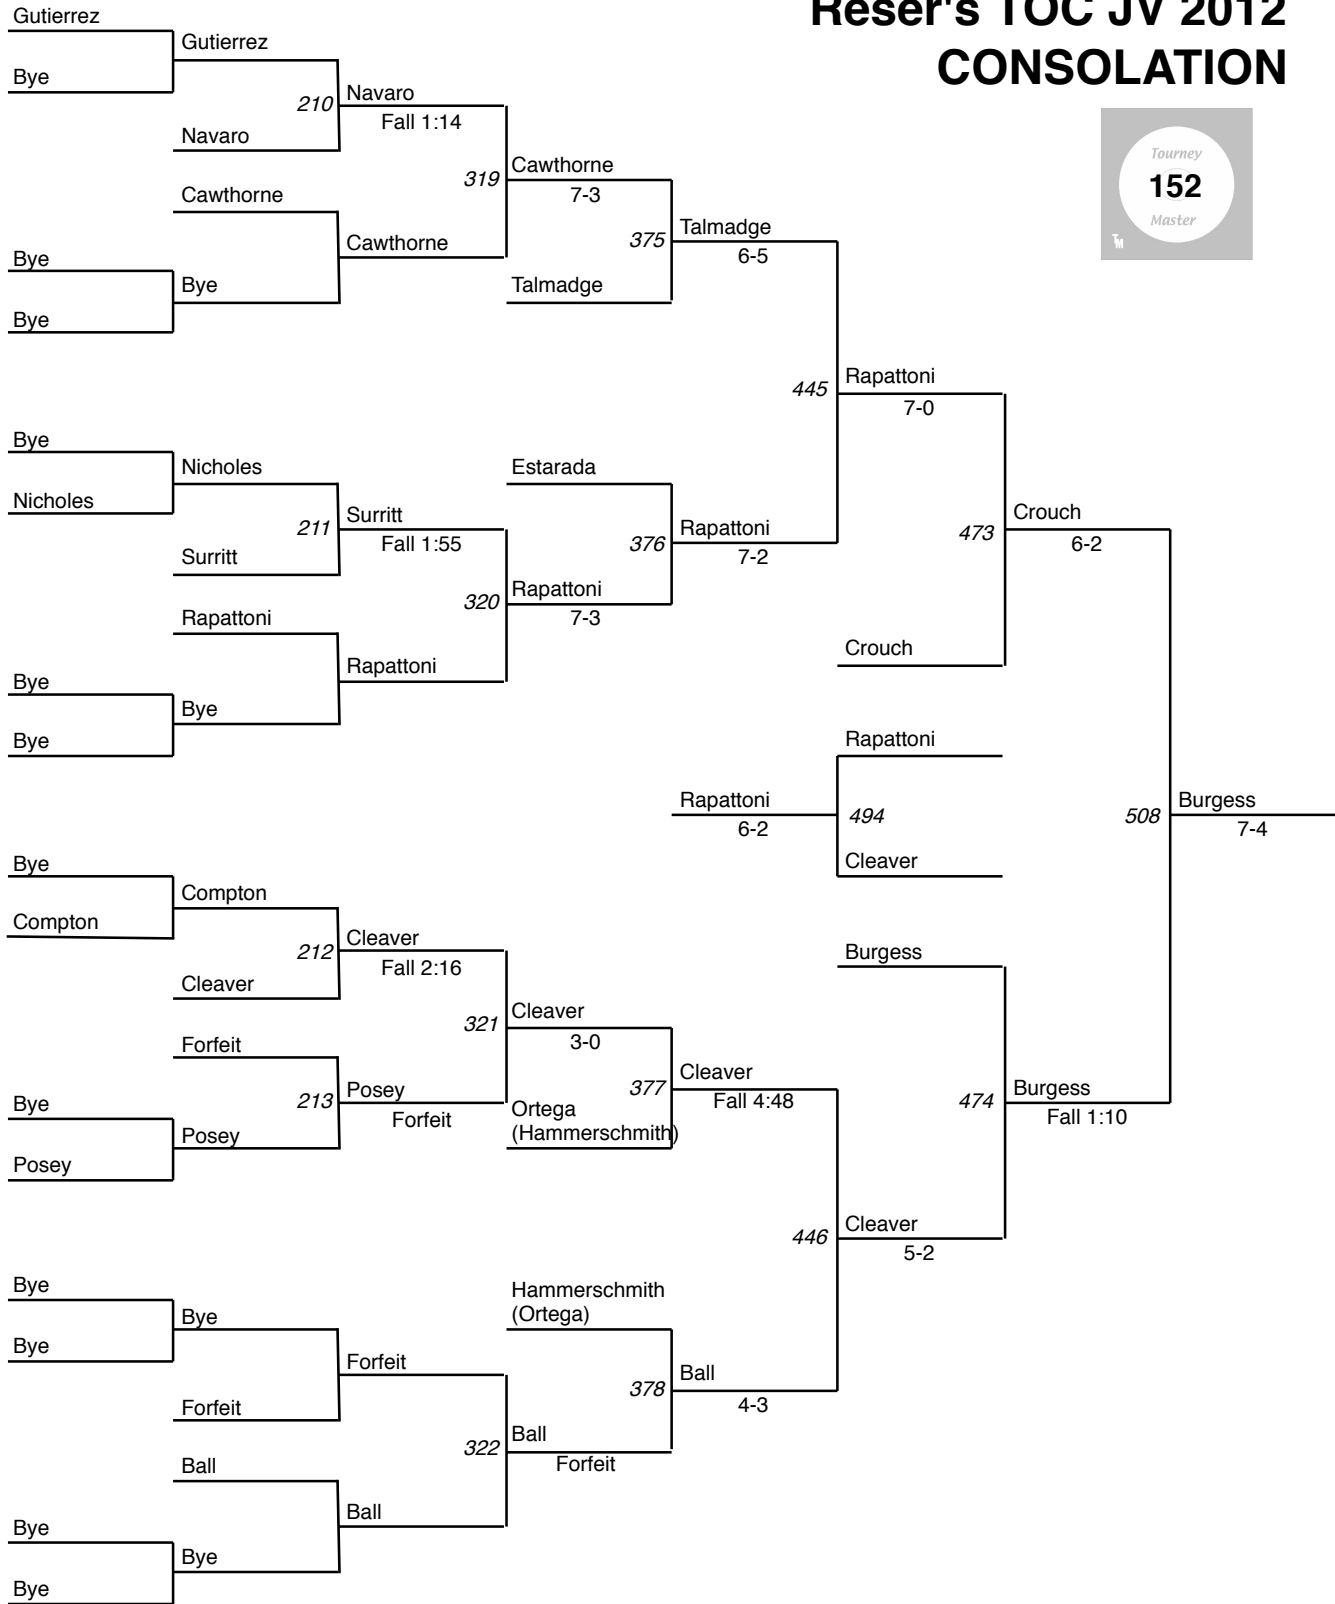 Reser's TOC JV 2012
CONSOLATION
Tourney
152
Master
TM
Gutierrez
Gutierrez
Bye
210
Navaro
Fall 1:14
Navaro
319
Cawthorne
7-3
Cawthorne
Cawthorne
375
Talmadge
6-5
Bye
Bye
Talmadge
Bye
445
Rapattoni
7-0
Bye
Nicholes
Estarada
Nicholes
211
Surritt
Fall 1:55
376
Rapattoni
7-2
473
Crouch
6-2
Surritt
320
Rapattoni
7-3
Rapattoni
Rapattoni
Crouch
Bye
Bye
Bye
Rapattoni
Rapattoni
6-2
494
508
Burgess
7-4
Cleaver
Bye
Compton
Compton
212
Cleaver
Fall 2:16
Burgess
Cleaver
321
Cleaver
3-0
Forfeit
377
Cleaver
Fall 4:48
213
Posey
Forfeit
474
Burgess
Fall 1:10
Bye
Ortega
(Hammerschmith)
Posey
Posey
446
Cleaver
5-2
Bye
Hammerschmith
(Ortega)
Bye
Bye
Forfeit
378
Ball
4-3
Forfeit
322
Ball
Forfeit
Ball
Ball
Bye
Bye
Bye